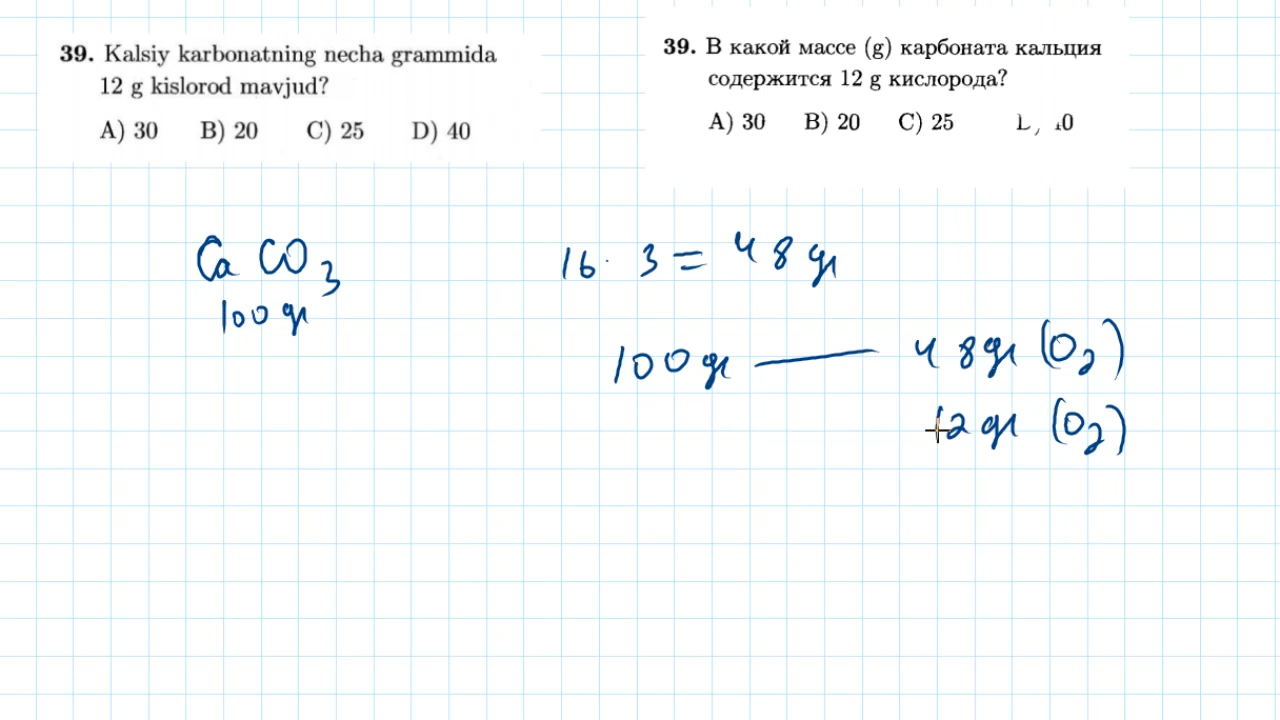 39. Kalsiy karbonatning necha grammida
12 g kislorod mavjud?
A) 30 B) 20 C) 25 D) 40
39. В какой массе (g) карбоната кальция
содержится 12 g кислорода?
A) 30 B) 20 C) 25
CaCO3
100 gr
16 · 3 = 48 gr
100 gr — 48 gr (O2)
12 gr (O2)